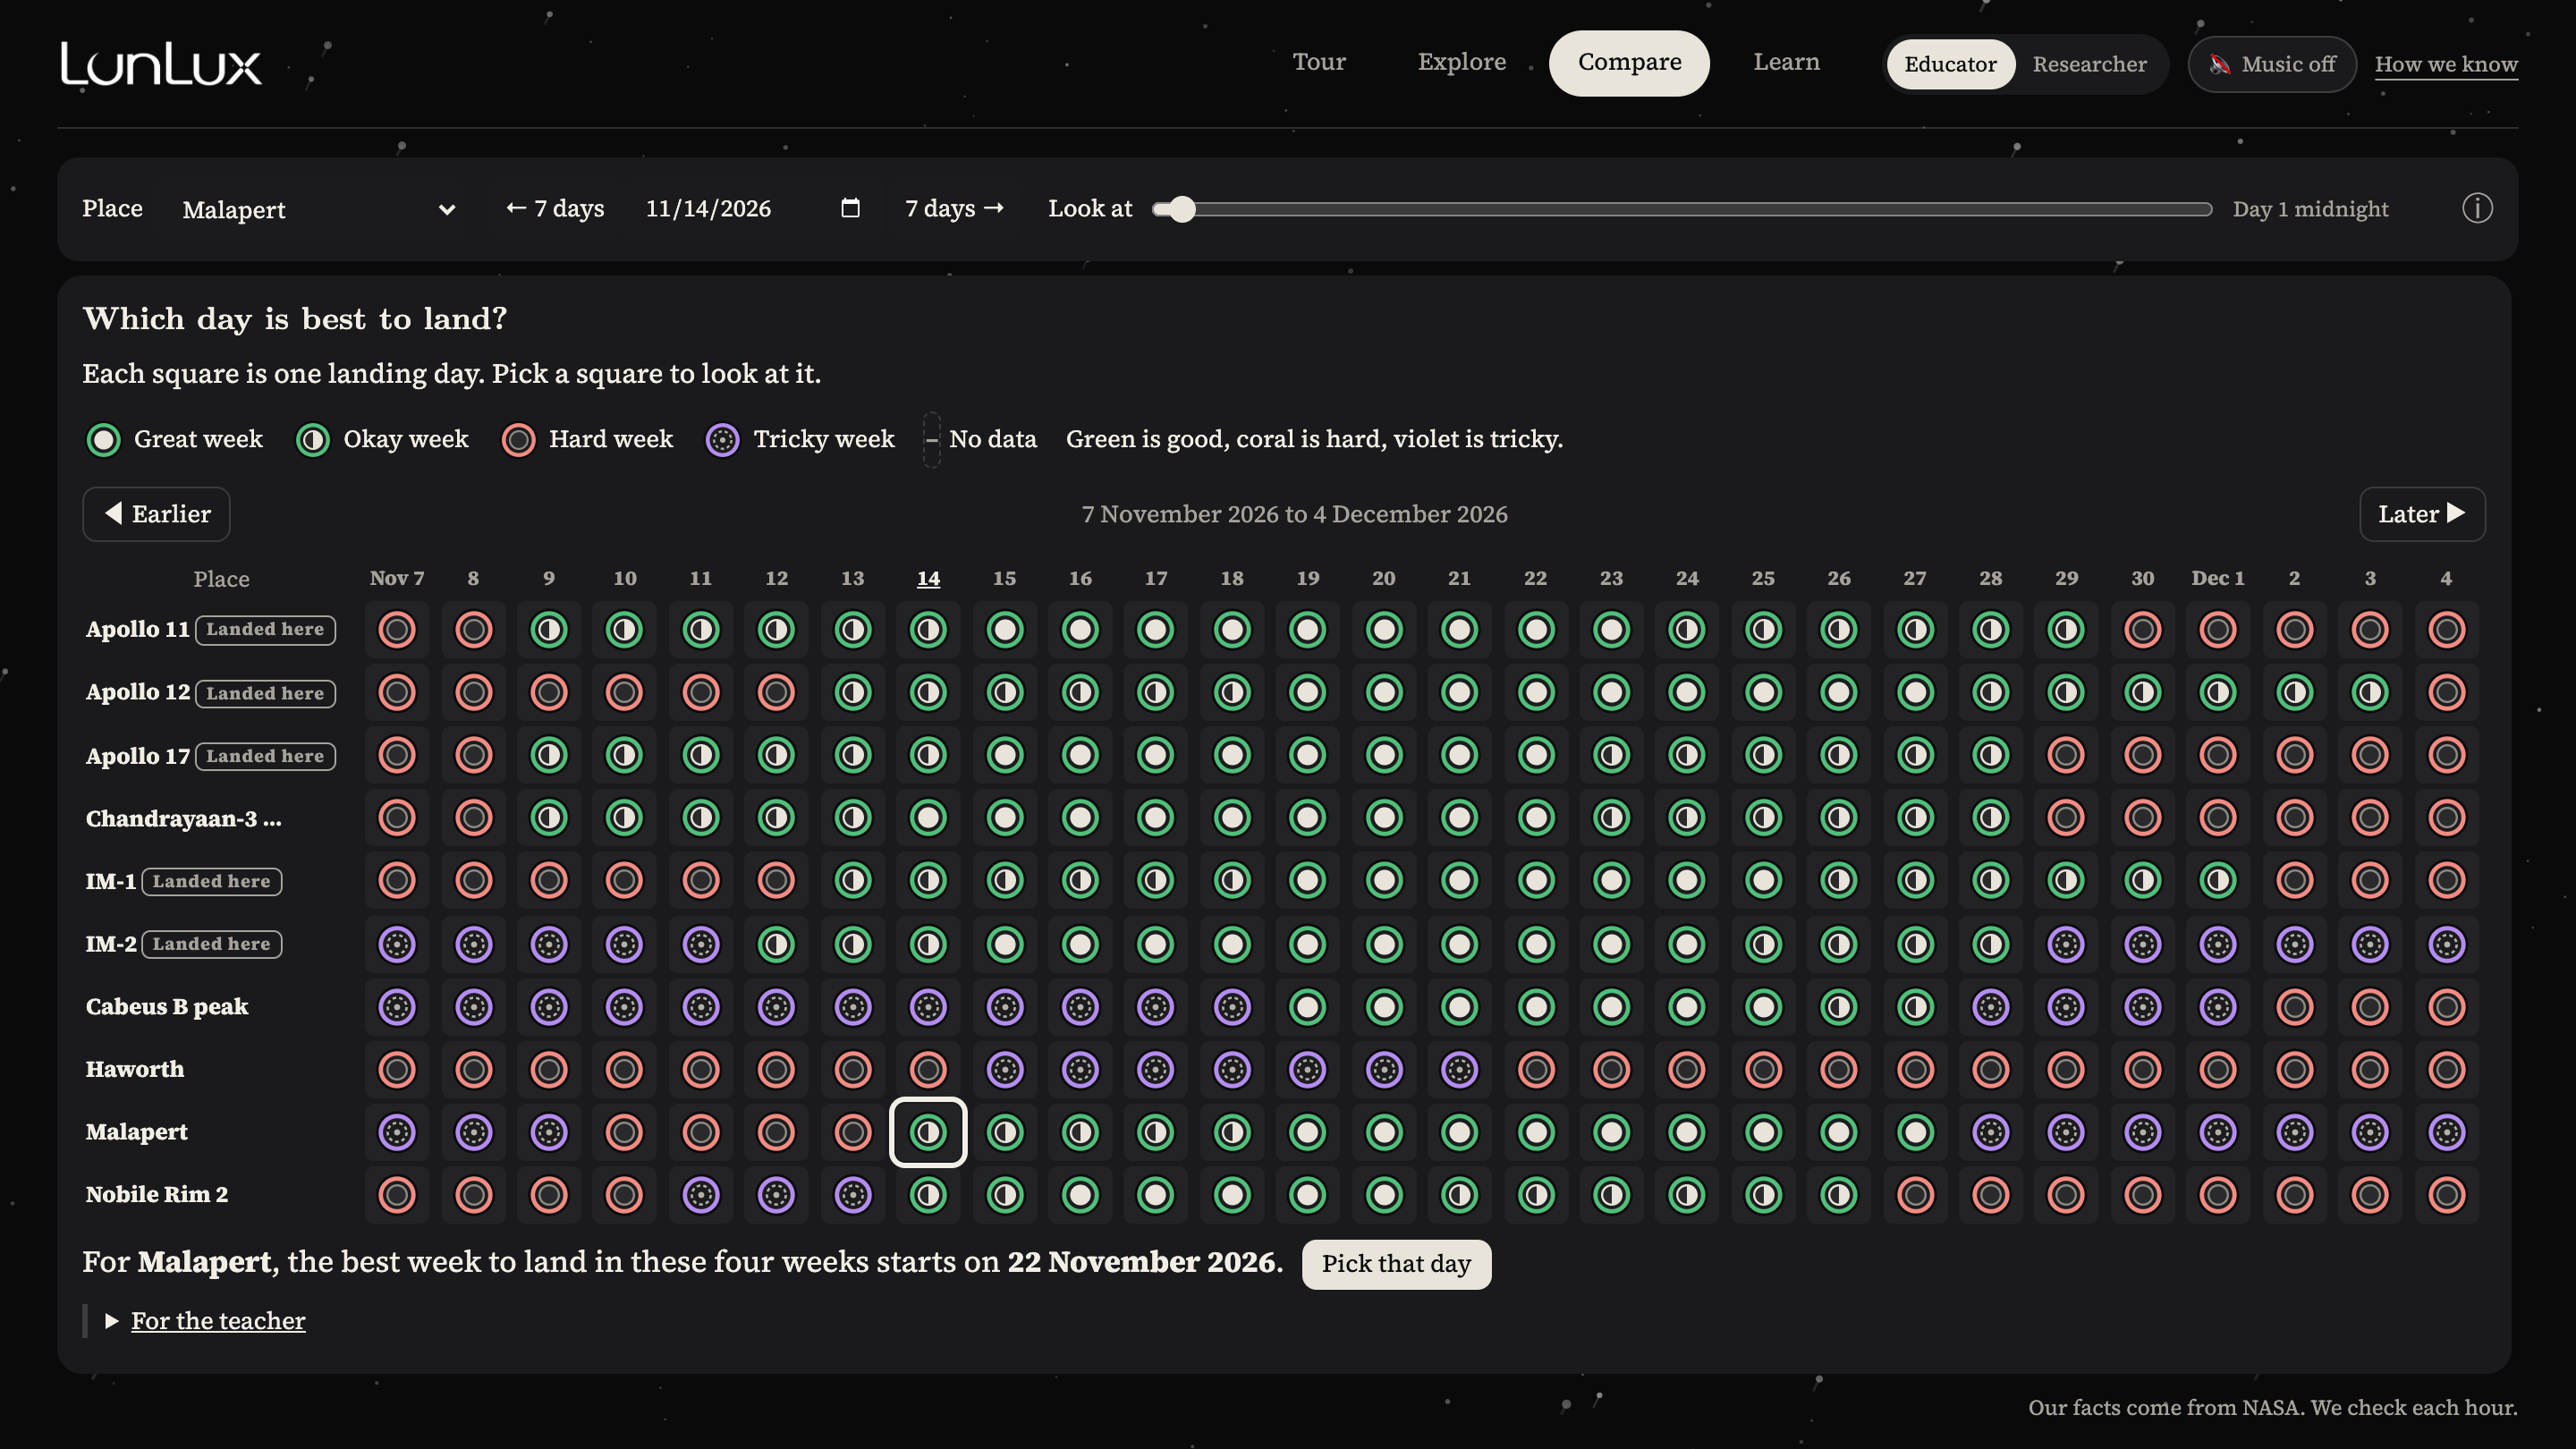 LunLux
Tour Explore Compare Learn Educator Researcher Music off How we know
Place Malapert ← 7 days 11/14/2026 7 days → Look at Day 1 midnight
Which day is best to land?
Each square is one landing day. Pick a square to look at it.
Great week Okay week Hard week Tricky week – No data Green is good, coral is hard, violet is tricky.
◀ Earlier 7 November 2026 to 4 December 2026 Later ▶
Place Nov 7 8 9 10 11 12 13 14 15 16 17 18 19 20 21 22 23 24 25 26 27 28 29 30 Dec 1 2 3 4
Apollo 11 Landed here
Apollo 12 Landed here
Apollo 17 Landed here
Chandrayaan-3 ...
IM-1 Landed here
IM-2 Landed here
Cabeus B peak
Haworth
Malapert
Nobile Rim 2
For Malapert, the best week to land in these four weeks starts on 22 November 2026. Pick that day
▶ For the teacher
Our facts come from NASA. We check each hour.